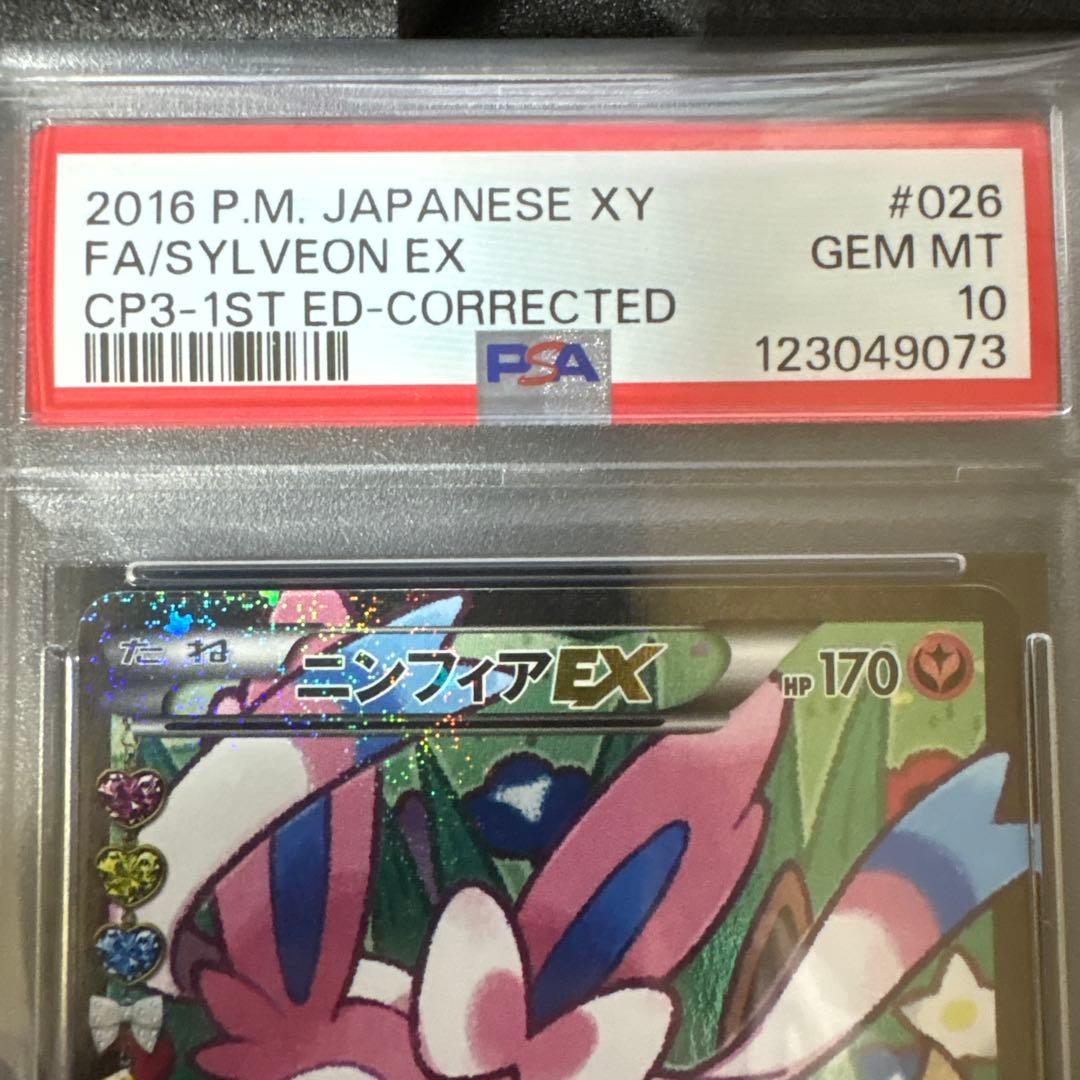 2016 P.M. JAPANESE XY #026
FA/SYLVEON EX GEM MT
CP3-1ST ED-CORRECTED 10
PSA 123049073
たね ニンフィアEX HP 170